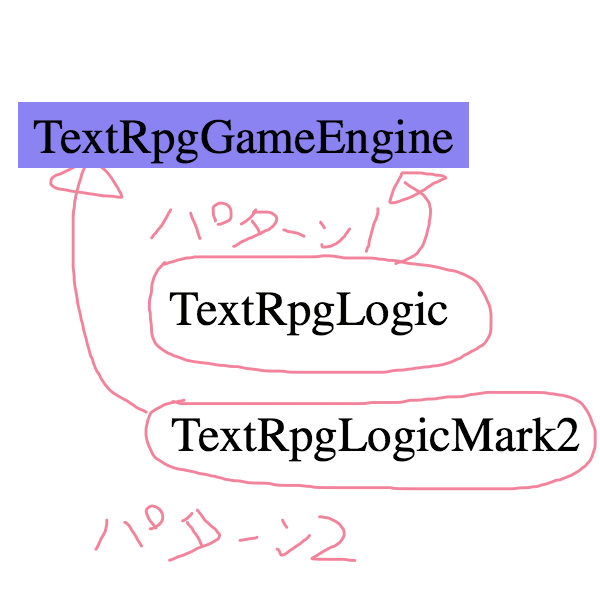 TextRpgGameEngine
パターン1
TextRpgLogic
TextRpgLogicMark2
パターン2